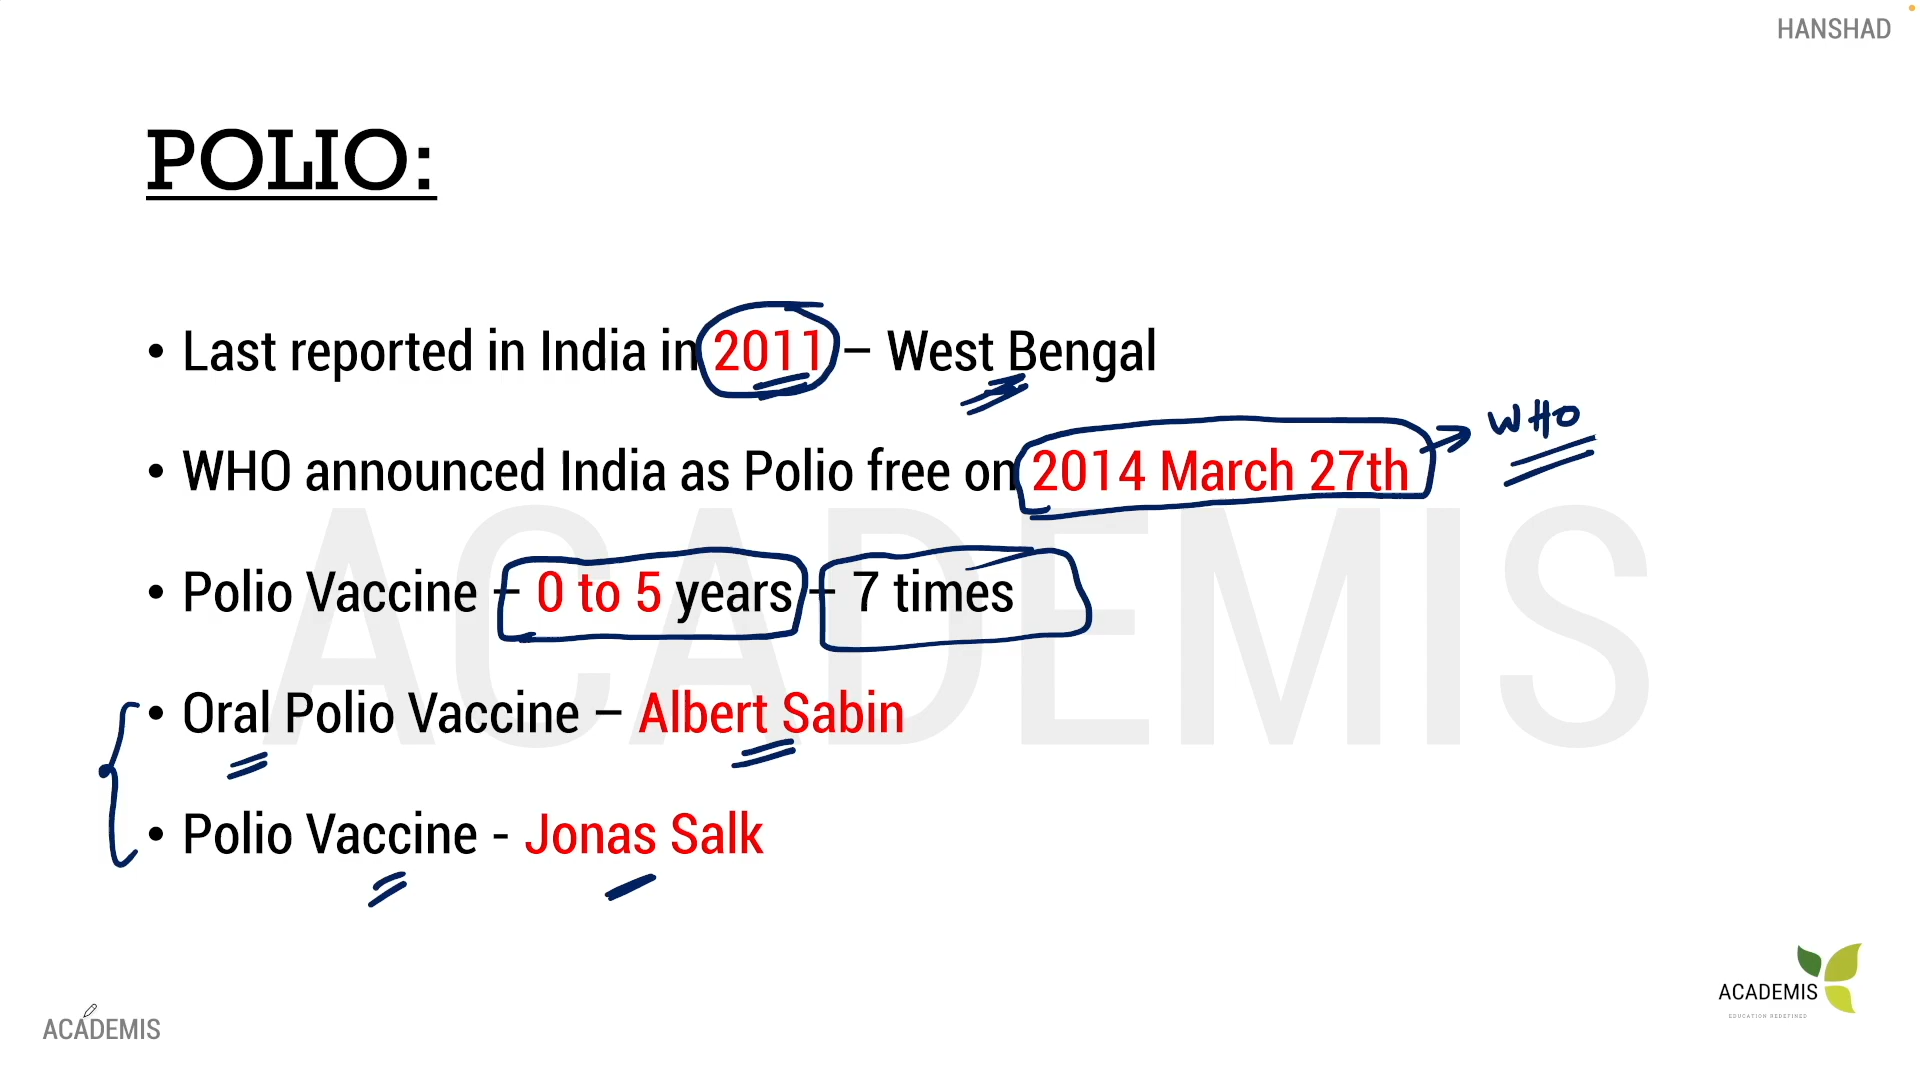 HANSHAD
POLIO:
• Last reported in India in 2011 – West Bengal
WHO
• WHO announced India as Polio free on 2014 March 27th
• Polio Vaccine – 0 to 5 years – 7 times
ACADEMIS
• Oral Polio Vaccine – Albert Sabin
• Polio Vaccine - Jonas Salk
ACADEMIS
EDUCATION REDEFINED
ACADEMIS